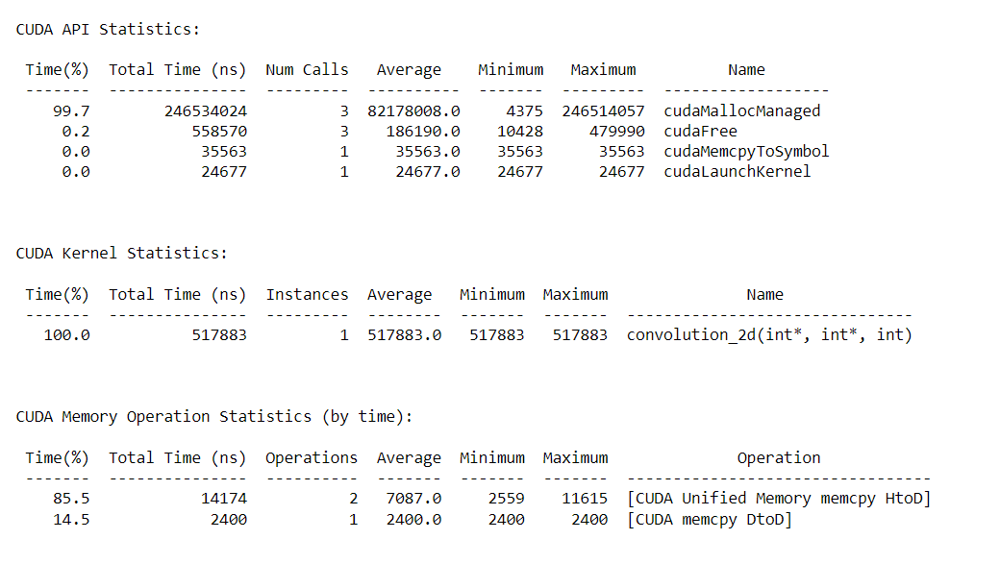 CUDA API Statistics:
Time(%) Total Time (ns) Num Calls Average Minimum Maximum Name
------- --------------- --------- ---------- ------- --------- ------------------
99.7 246534024 3 82178008.0 4375 246514057 cudaMallocManaged
0.2 558570 3 186190.0 10428 479990 cudaFree
0.0 35563 1 35563.0 35563 35563 cudaMemcpyToSymbol
0.0 24677 1 24677.0 24677 24677 cudaLaunchKernel
CUDA Kernel Statistics:
Time(%) Total Time (ns) Instances Average Minimum Maximum Name
------- --------------- --------- -------- ------- ------- -------------------------------
100.0 517883 1 517883.0 517883 517883 convolution_2d(int*, int*, int)
CUDA Memory Operation Statistics (by time):
Time(%) Total Time (ns) Operations Average Minimum Maximum Operation
------- --------------- ---------- ------- ------- ------- ---------------------------------
85.5 14174 2 7087.0 2559 11615 [CUDA Unified Memory memcpy HtoD]
14.5 2400 1 2400.0 2400 2400 [CUDA memcpy DtoD]